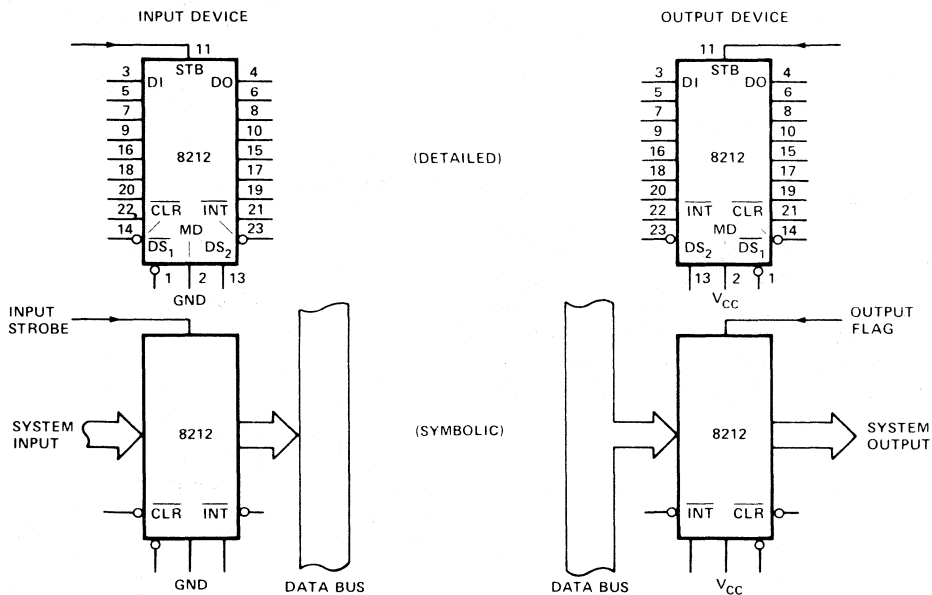 INPUT DEVICE
OUTPUT DEVICE
11
11
STB
STB
3 DI DO 4
3 DI DO 4
5 6
5 6
7 8
7 8
9 10
9 10
16 8212 15
(DETAILED)
16 8212 15
18 17
18 17
20 19
20 19
22 CLR INT 21
22 INT CLR 21
14 MD 23
23 MD 14
DS1 DS2
DS2 DS1
1 2 13
13 2 1
GND
VCC
INPUT
STROBE
OUTPUT
FLAG
SYSTEM
INPUT
8212
(SYMBOLIC)
8212
SYSTEM
OUTPUT
CLR INT
INT CLR
GND
DATA BUS
DATA BUS
VCC